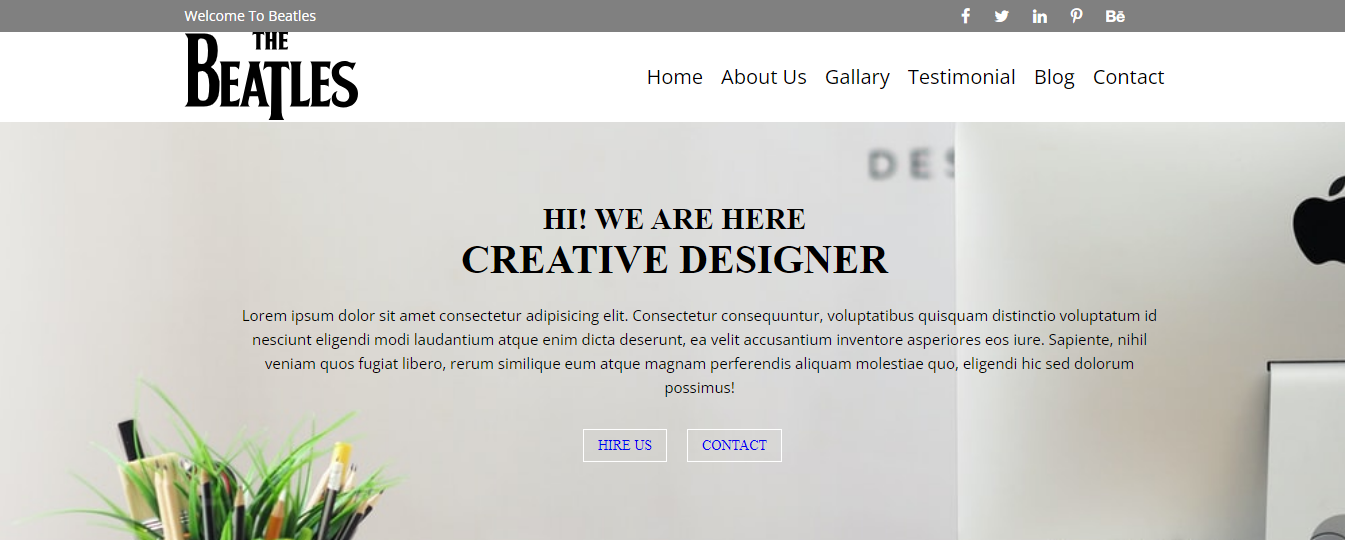 Welcome To Beatles
THE
BEATLES
Home About Us Gallary Testimonial Blog Contact
DES
HI! WE ARE HERE
CREATIVE DESIGNER
Lorem ipsum dolor sit amet consectetur adipisicing elit. Consectetur consequuntur, voluptatibus quisquam distinctio voluptatum id
nesciunt eligendi modi laudantium atque enim dicta deserunt, ea velit accusantium inventore asperiores eos iure. Sapiente, nihil
veniam quos fugiat libero, rerum similique eum atque magnam perferendis aliquam molestiae quo, eligendi hic sed dolorum
possimus!
HIRE US CONTACT